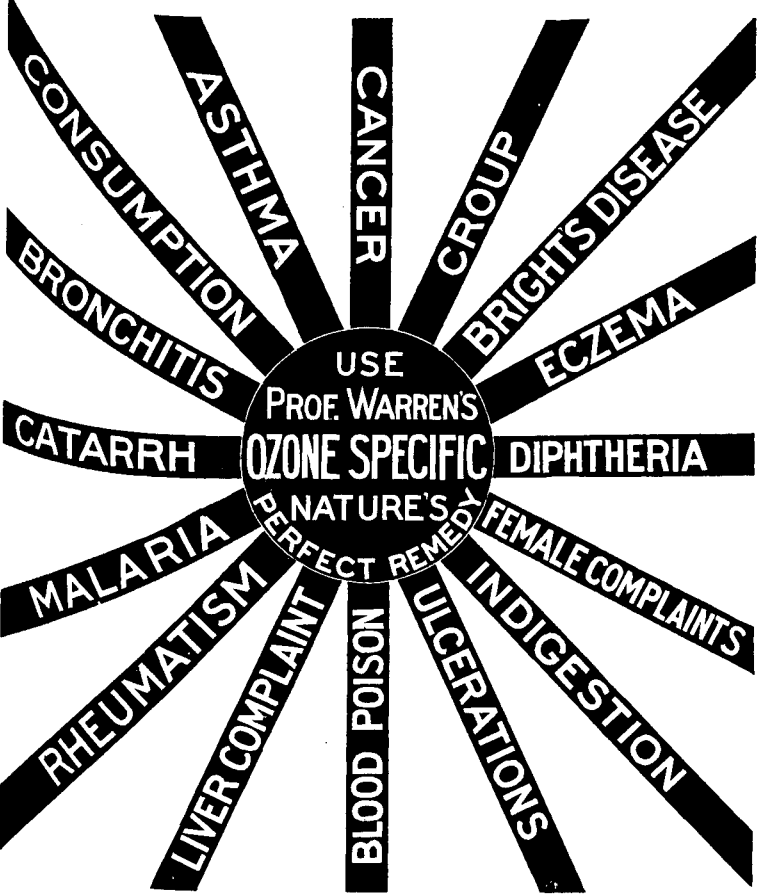 CANCER
CROUP
BRIGHT'S DISEASE
ECZEMA
DIPHTHERIA
FEMALE COMPLAINTS
INDIGESTION
ULCERATIONS
BLOOD POISON
LIVER COMPLAINT
RHEUMATISM
MALARIA
CATARRH
BRONCHITIS
CONSUMPTION
ASTHMA
USE
PROF. WARREN'S
OZONE SPECIFIC
NATURE'S
PERFECT REMEDY